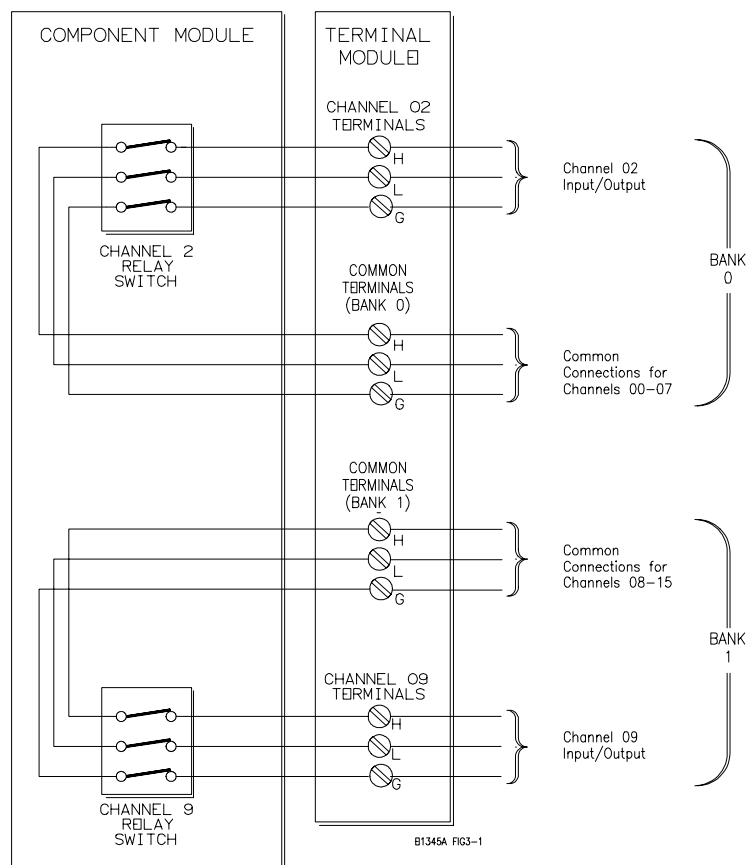 COMPONENT MODULE
TERMINAL
MODULE
CHANNEL 02
TERMINALS
H
L
G
Channel 02
Input/Output
CHANNEL 2
RELAY
SWITCH
BANK
0
COMMON
TERMINALS
(BANK 0)
H
L
G
Common
Connections for
Channels 00-07
COMMON
TERMINALS
(BANK 1)
H
L
G
Common
Connections for
Channels 08-15
BANK
1
CHANNEL 09
TERMINALS
H
L
G
Channel 09
Input/Output
CHANNEL 9
RELAY
SWITCH
B1345A FIG3-1